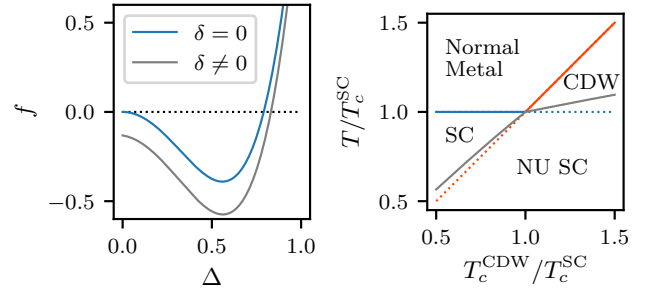 0.5
0.0
−0.5
f
0.0
0.5
1.0
Δ
δ = 0
δ ≠ 0
1.5
1.0
0.5
T/T_c^SC
0.5
1.0
1.5
T_c^CDW/T_c^SC
Normal
Metal
CDW
SC
NU SC